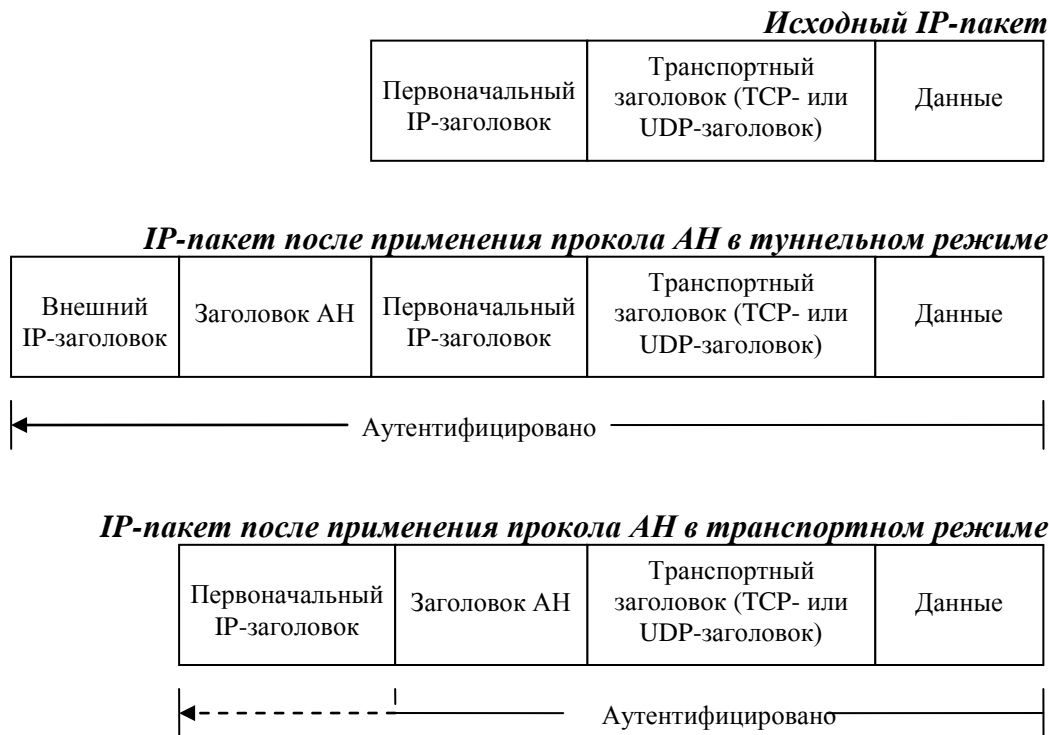 Исходный IP-пакет
Первоначальный
IP-заголовок
Транспортный
заголовок (TCP- или
UDP-заголовок)
Данные
IP-пакет после применения прокола AH в туннельном режиме
Внешний
IP-заголовок
Заголовок AH
Первоначальный
IP-заголовок
Транспортный
заголовок (TCP- или
UDP-заголовок)
Данные
Аутентифицировано
IP-пакет после применения прокола AH в транспортном режиме
Первоначальный
IP-заголовок
Заголовок AH
Транспортный
заголовок (TCP- или
UDP-заголовок)
Данные
Аутентифицировано